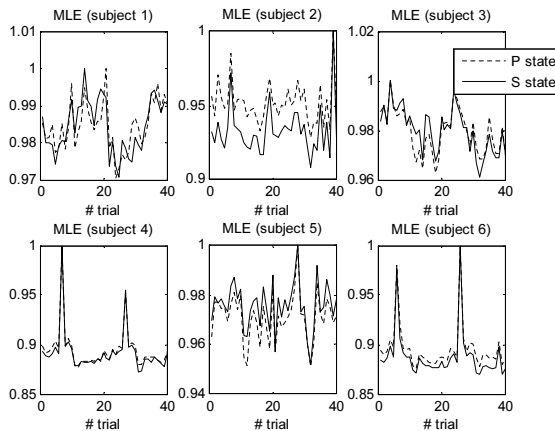 MLE (subject 1) MLE (subject 2) MLE (subject 3)
1 1 1.02
0.99 0.95 1
0.98 0.98
0.97 0.9 0.96
0 20 40 0 20 40 0 20 40
# trial # trial # trial
P state
S state
MLE (subject 4) MLE (subject 5) MLE (subject 6)
1 1 1
0.95 0.98 0.95
0.9 0.96 0.9
0.85 0.94 0.85
0 20 40 0 20 40 0 20 40
# trial # trial # trial